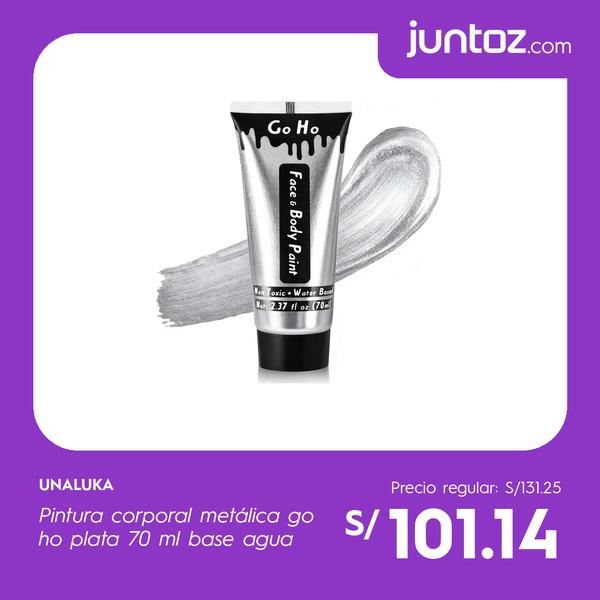 juntoz.com
Go Ho
Face & Body Paint
Non Toxic • Water Based
Net: 2.37 fl oz (70ml)
UNALUKA
Pintura corporal metálica go
ho plata 70 ml base agua
Precio regular: S/131.25
S/101.14